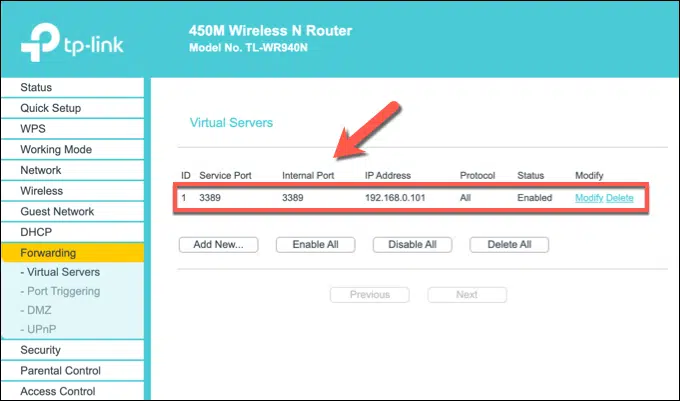 tp-link
450M Wireless N Router
Model No. TL-WR940N
Status
Quick Setup
WPS
Working Mode
Network
Wireless
Guest Network
DHCP
Forwarding
- Virtual Servers
- Port Triggering
- DMZ
- UPnP
Security
Parental Control
Access Control
Virtual Servers
ID Service Port Internal Port IP Address Protocol Status Modify
1 3389 3389 192.168.0.101 All Enabled Modify Delete
Add New... Enable All Disable All Delete All
Previous Next